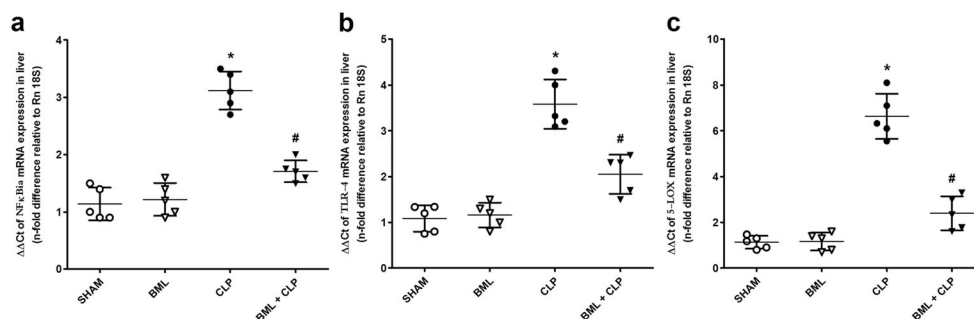 a
ΔΔCt of NFκBia mRNA expression in liver
(n-fold difference relative to Rn 18S)
4
3
2
1
0
*
#
SHAM
BML
CLP
BML + CLP
b
ΔΔCt of TLR-4 mRNA expression in liver
(n-fold difference relative to Rn 18S)
5
4
3
2
1
0
*
#
SHAM
BML
CLP
BML + CLP
c
ΔΔCt of 5-LOX mRNA expression in liver
(n-fold difference relative to Rn 18S)
10
8
6
4
2
0
*
#
SHAM
BML
CLP
BML + CLP